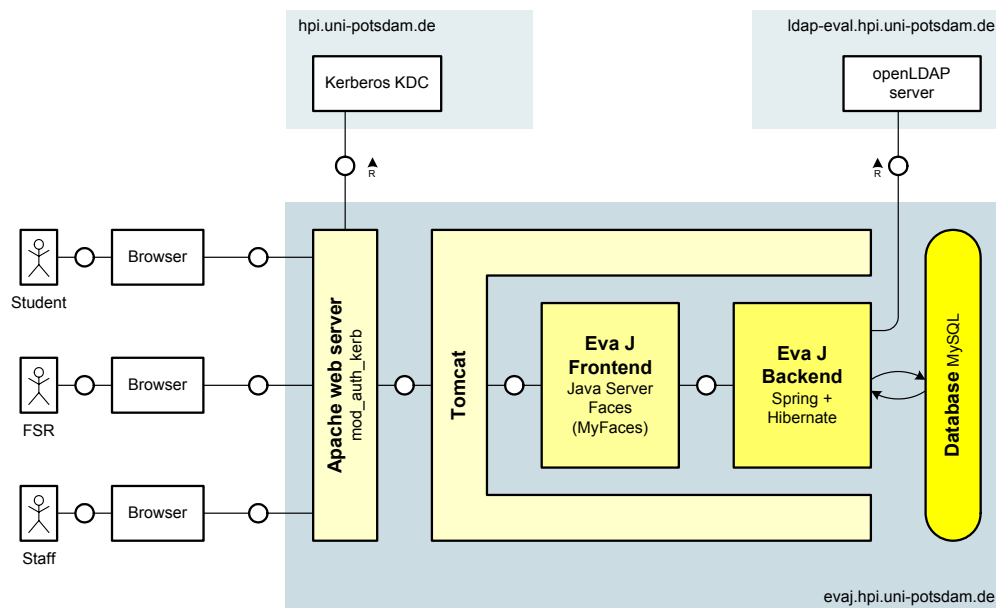 hpi.uni-potsdam.de
ldap-eval.hpi.uni-potsdam.de
Kerberos KDC
openLDAP
server
R
R
Browser
Student
Browser
FSR
Browser
Staff
Apache web server
mod_auth_kerb
Tomcat
Eva J
Frontend
Java Server
Faces
(MyFaces)
Eva J
Backend
Spring +
Hibernate
Database MySQL
evaj.hpi.uni-potsdam.de